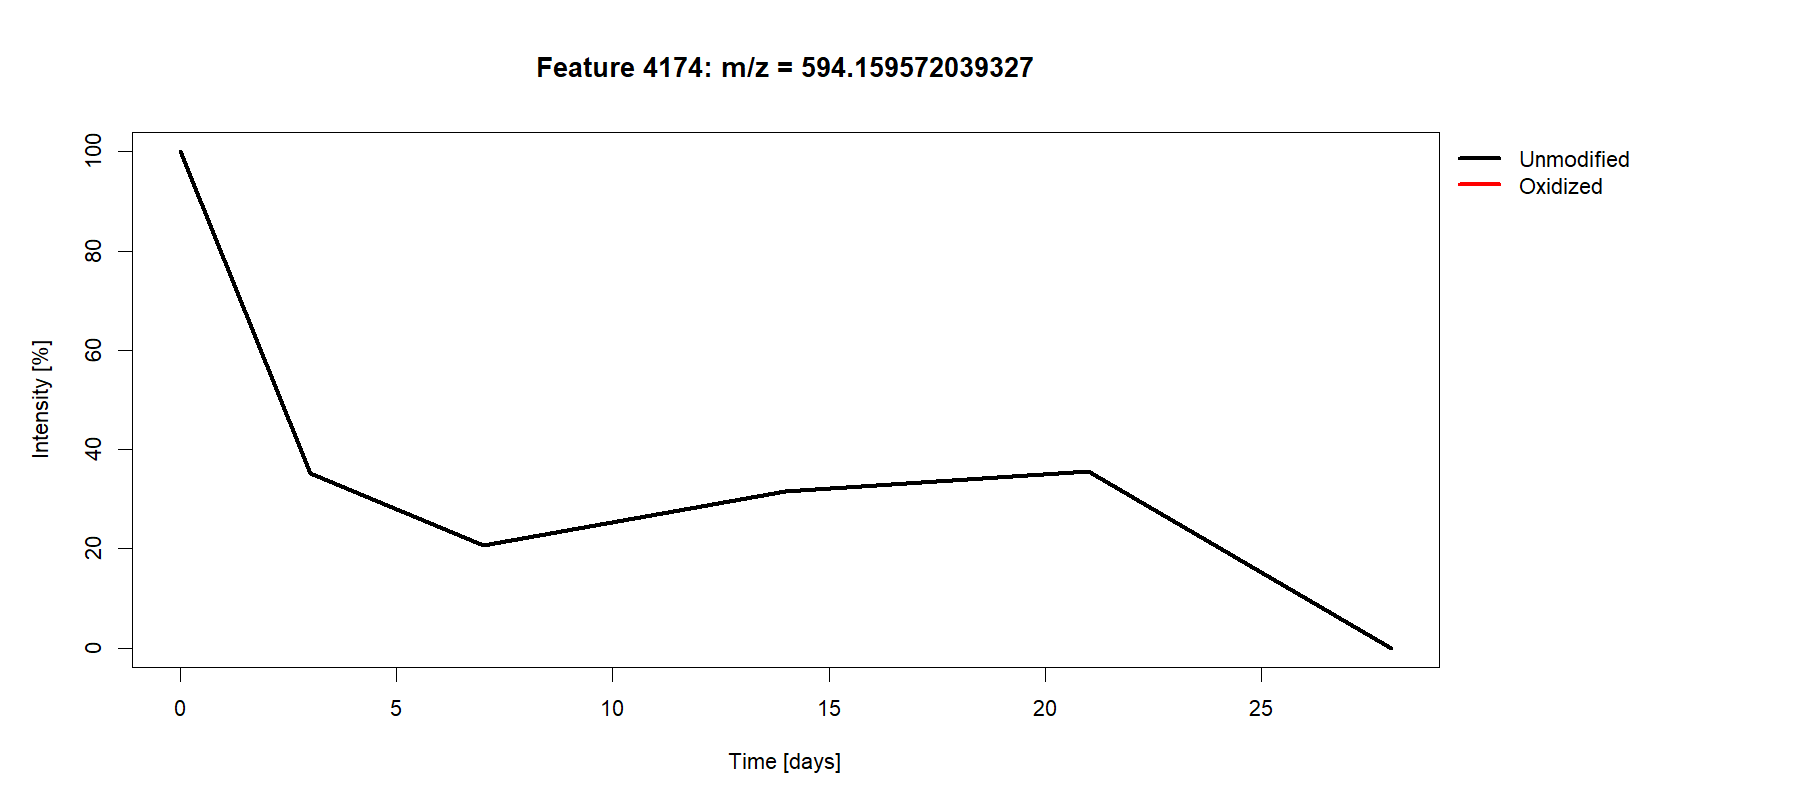 Feature 4174: m/z = 594.159572039327
Unmodified
Oxidized
Intensity [%]
100
80
60
40
20
0
0 5 10 15 20 25
Time [days]